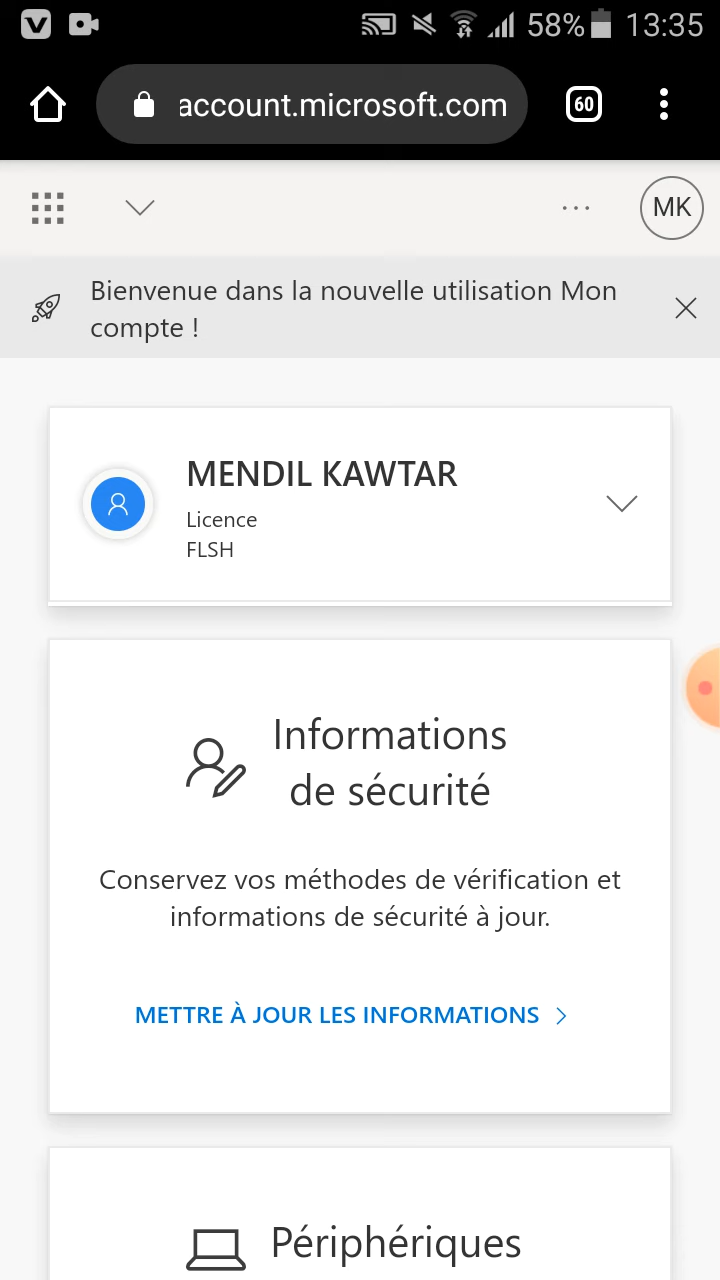 58% 13:35
account.microsoft.com
60
MK
Bienvenue dans la nouvelle utilisation Mon
compte !
MENDIL KAWTAR
Licence
FLSH
Informations
de sécurité
Conservez vos méthodes de vérification et
informations de sécurité à jour.
METTRE À JOUR LES INFORMATIONS
Périphériques